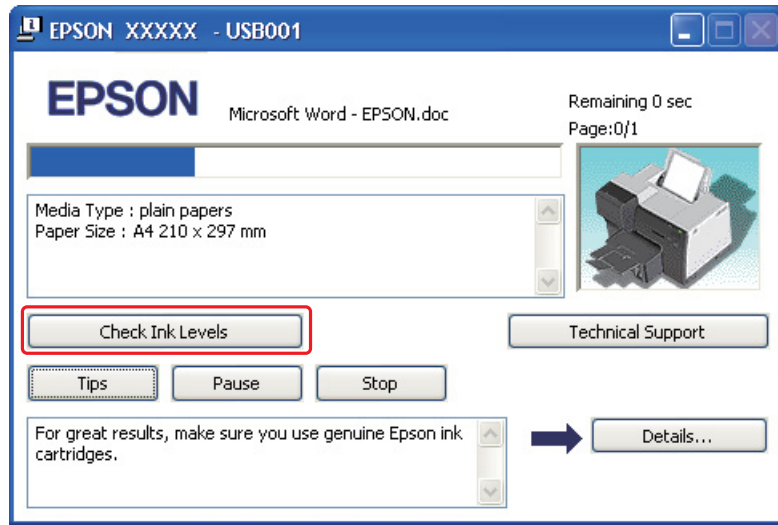 EPSON XXXXX - USB001
EPSON
Microsoft Word - EPSON.doc
Remaining 0 sec
Page:0/1
Media Type : plain papers
Paper Size : A4 210 x 297 mm
Check Ink Levels
Technical Support
Tips
Pause
Stop
For great results, make sure you use genuine Epson ink
cartridges.
Details...